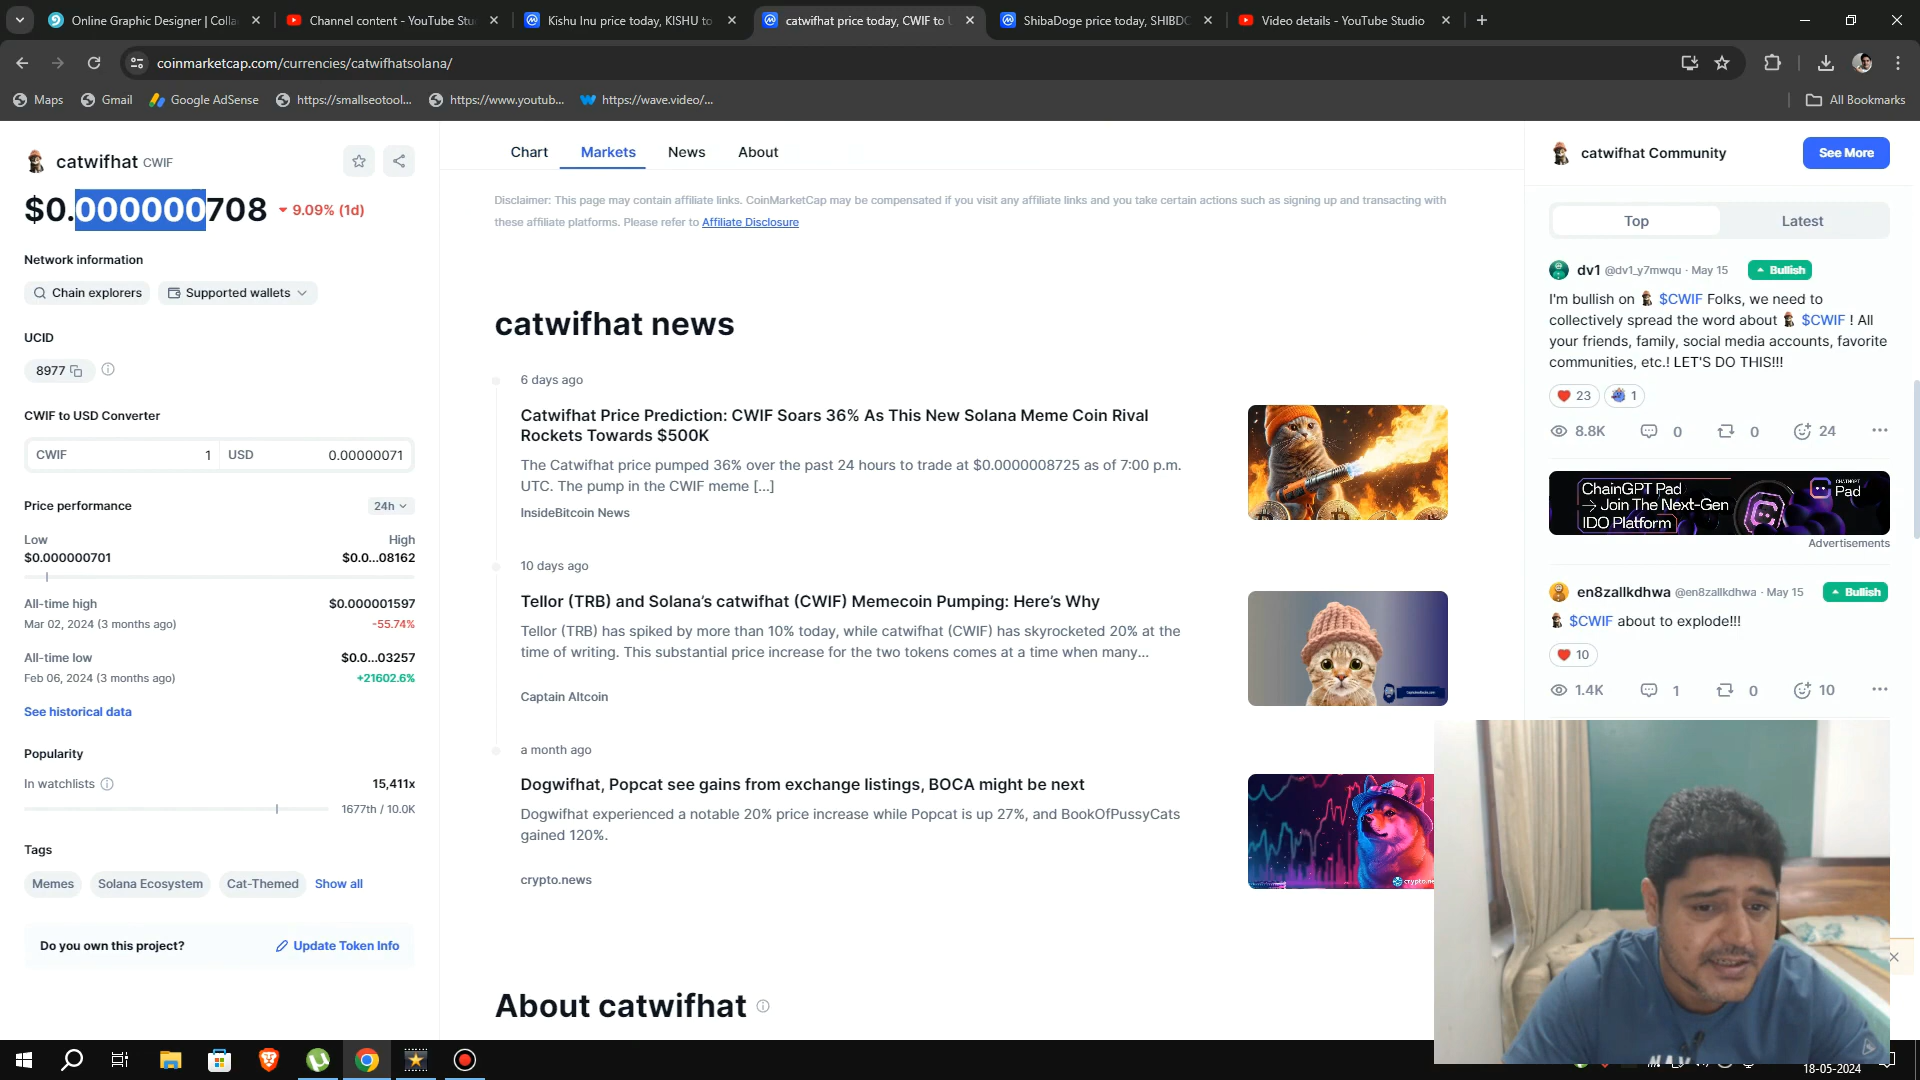 Online Graphic Designer | Colla
Channel content - YouTube Stu
Kishu Inu price today, KISHU to
catwifhat price today, CWIF to U
ShibaDoge price today, SHIBDO
Video details - YouTube Studio
coinmarketcap.com/currencies/catwifhatsolana/
Maps
Gmail
Google AdSense
https://smallseotool...
https://www.youtub...
https://wave.video/...
All Bookmarks
catwifhat CWIF
$0.000000708
9.09% (1d)
Network information
Chain explorers
Supported wallets
UCID
8977
CWIF to USD Converter
CWIF 1 USD 0.00000071
Price performance
24h
Low High
$0.000000701 $0.0...08162
All-time high $0.000001597
Mar 02, 2024 (3 months ago) -55.74%
All-time low $0.0...03257
Feb 06, 2024 (3 months ago) +21602.6%
See historical data
Popularity
In watchlists 15,411x
1677th / 10.0K
Tags
Memes Solana Ecosystem Cat-Themed Show all
Do you own this project? Update Token Info
Chart Markets News About
Disclaimer: This page may contain affiliate links. CoinMarketCap may be compensated if you visit any affiliate links and you take certain actions such as signing up and transacting with
these affiliate platforms. Please refer to Affiliate Disclosure
catwifhat news
6 days ago
Catwifhat Price Prediction: CWIF Soars 36% As This New Solana Meme Coin Rival
Rockets Towards $500K
The Catwifhat price pumped 36% over the past 24 hours to trade at $0.0000008725 as of 7:00 p.m.
UTC. The pump in the CWIF meme [...]
InsideBitcoin News
10 days ago
Tellor (TRB) and Solana's catwifhat (CWIF) Memecoin Pumping: Here's Why
Tellor (TRB) has spiked by more than 10% today, while catwifhat (CWIF) has skyrocketed 20% at the
time of writing. This substantial price increase for the two tokens comes at a time when many...
Captain Altcoin
a month ago
Dogwifhat, Popcat see gains from exchange listings, BOCA might be next
Dogwifhat experienced a notable 20% price increase while Popcat is up 27%, and BookOfPussyCats
gained 120%.
crypto.news
About catwifhat
catwifhat Community
See More
Top Latest
dv1 @dv1_y7mwqu · May 15 Bullish
I'm bullish on $CWIF Folks, we need to
collectively spread the word about $CWIF ! All
your friends, family, social media accounts, favorite
communities, etc.! LET'S DO THIS!!!
23 1
8.8K 0 0 24
ChainGPT Pad
→ Join The Next-Gen
IDO Platform
CHAINGPT
Pad
Advertisements
en8zallkdhwa @en8zallkdhwa · May 15 Bullish
$CWIF about to explode!!!
10
1.4K 1 0 10
18-05-2024